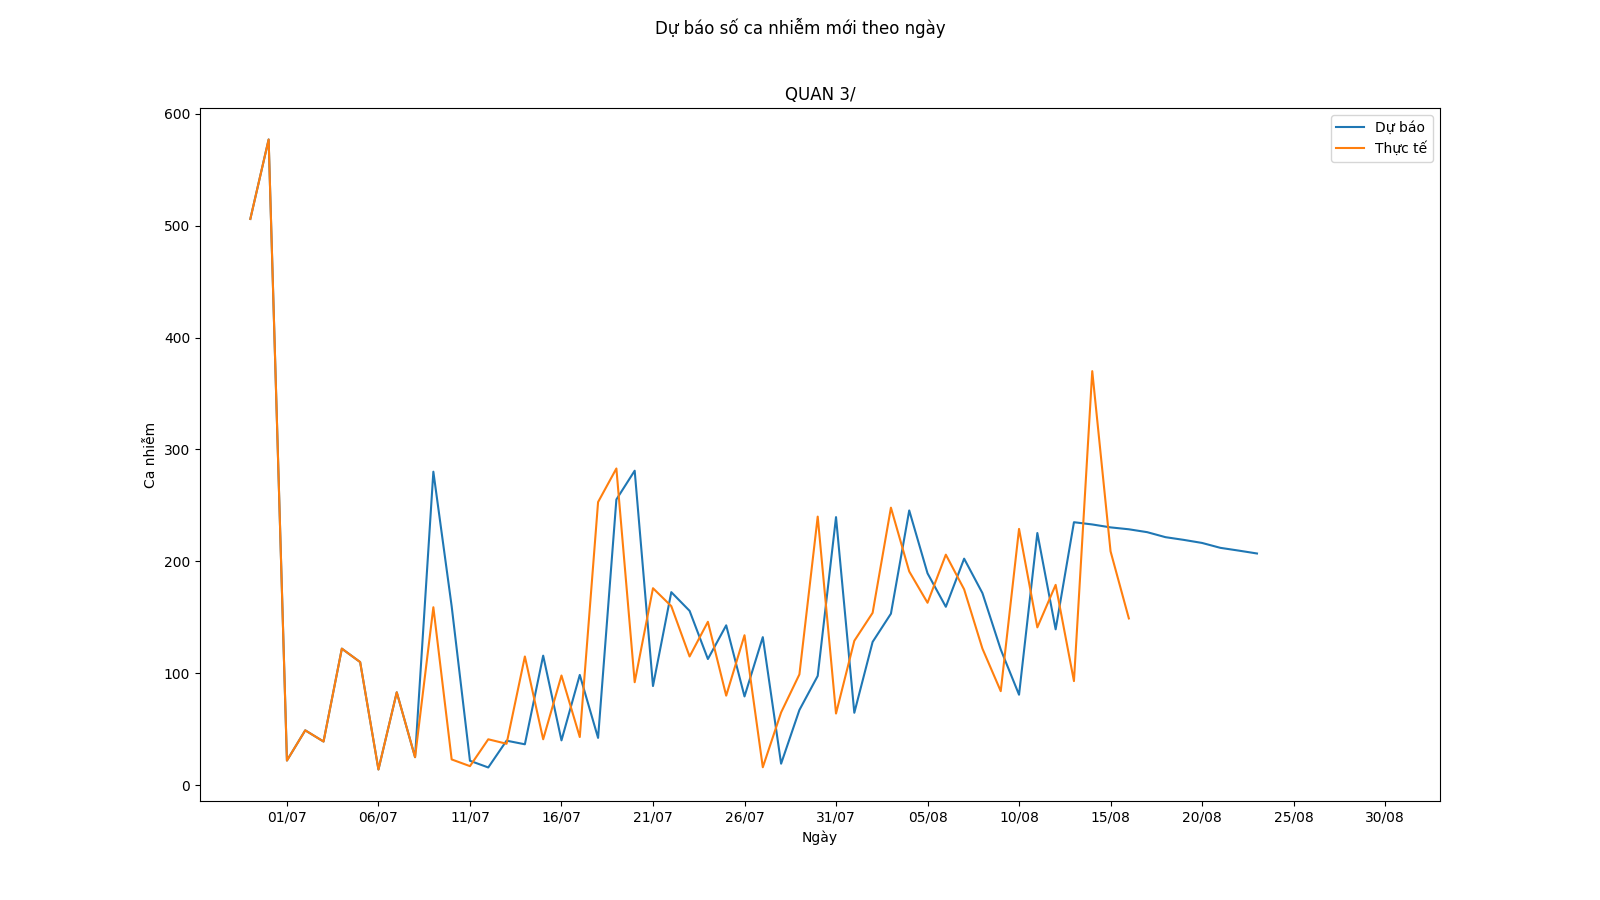 Dự báo số ca nhiễm mới theo ngày
QUAN 3/
Dự báo
Thực tế
Ca nhiễm
600
500
400
300
200
100
0
01/07 06/07 11/07 16/07 21/07 26/07 31/07 05/08 10/08 15/08 20/08 25/08 30/08
Ngày